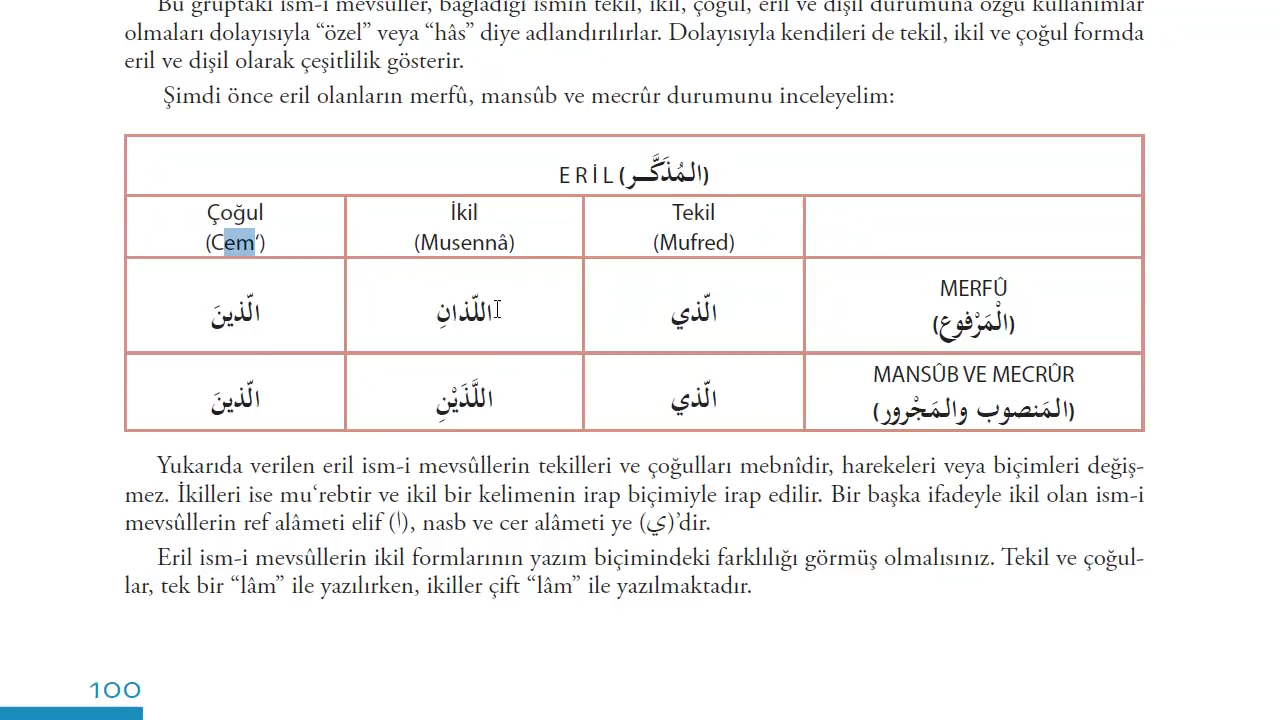 Bu gruptaki ism-i mevsûller, bağladığı ismin tekil, ikil, çoğul, eril ve dişil durumuna özgü kullanımlar
olmaları dolayısıyla “özel” veya “hâs” diye adlandırılırlar. Dolayısıyla kendileri de tekil, ikil ve çoğul formda
eril ve dişil olarak çeşitlilik gösterir.
Şimdi önce eril olanların merfû, mansûb ve mecrûr durumunu inceleyelim:
ERİL (المُذَكَّر)
Çoğul İkil Tekil
(Cem‘) (Musennâ) (Mufred)
الّذينَ اللّذانِ الّذي MERFÛ
(الْمَرْفوع)
الّذينَ اللَّذَيْنِ الّذي MANSÛB VE MECRÛR
(المَنصوب والمَجْرور)
Yukarıda verilen eril ism-i mevsûllerin tekilleri ve çoğulları mebnîdir, harekeleri veya biçimleri değiş-
mez. İkilleri ise mu‘rebtir ve ikil bir kelimenin irap biçimiyle irap edilir. Bir başka ifadeyle ikil olan ism-i
mevsûllerin ref alâmeti elif (ا), nasb ve cer alâmeti ye (ي)’dir.
Eril ism-i mevsûllerin ikil formlarının yazım biçimindeki farklılığı görmüş olmalısınız. Tekil ve çoğul-
lar, tek bir “lâm” ile yazılırken, ikiller çift “lâm” ile yazılmaktadır.
100